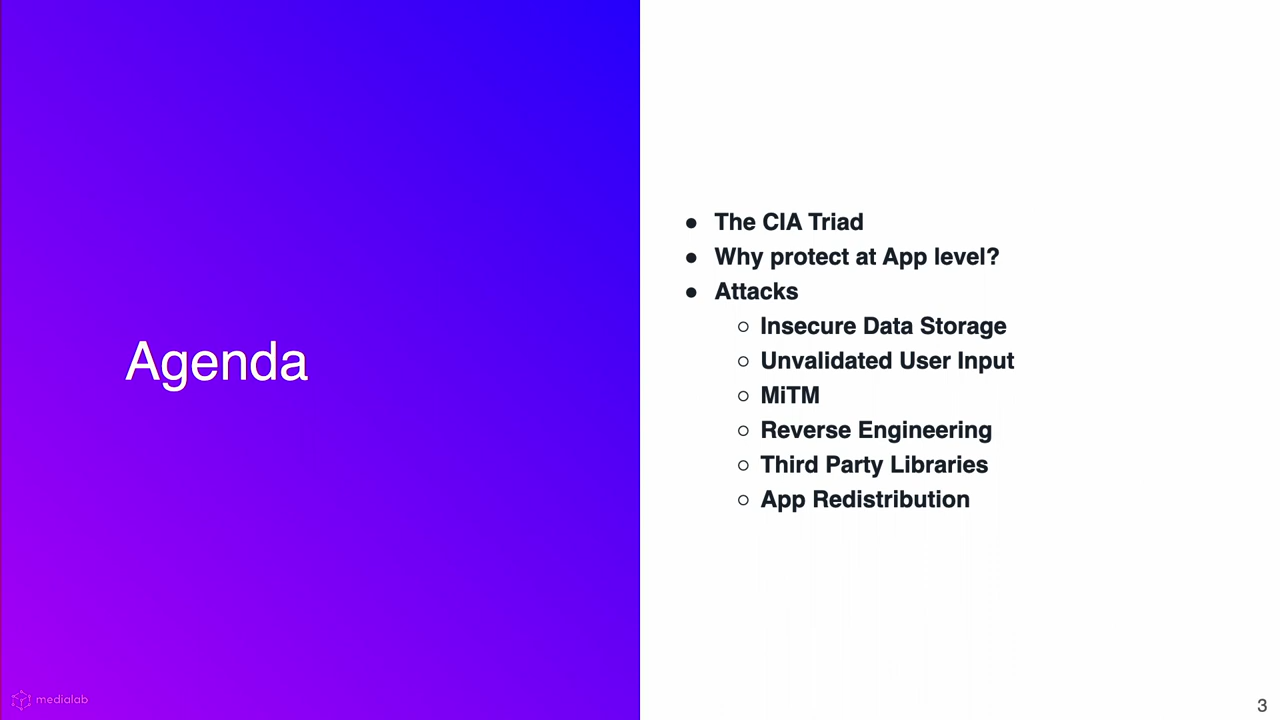 Agenda
● The CIA Triad
● Why protect at App level?
● Attacks
○ Insecure Data Storage
○ Unvalidated User Input
○ MiTM
○ Reverse Engineering
○ Third Party Libraries
○ App Redistribution
medialab
3